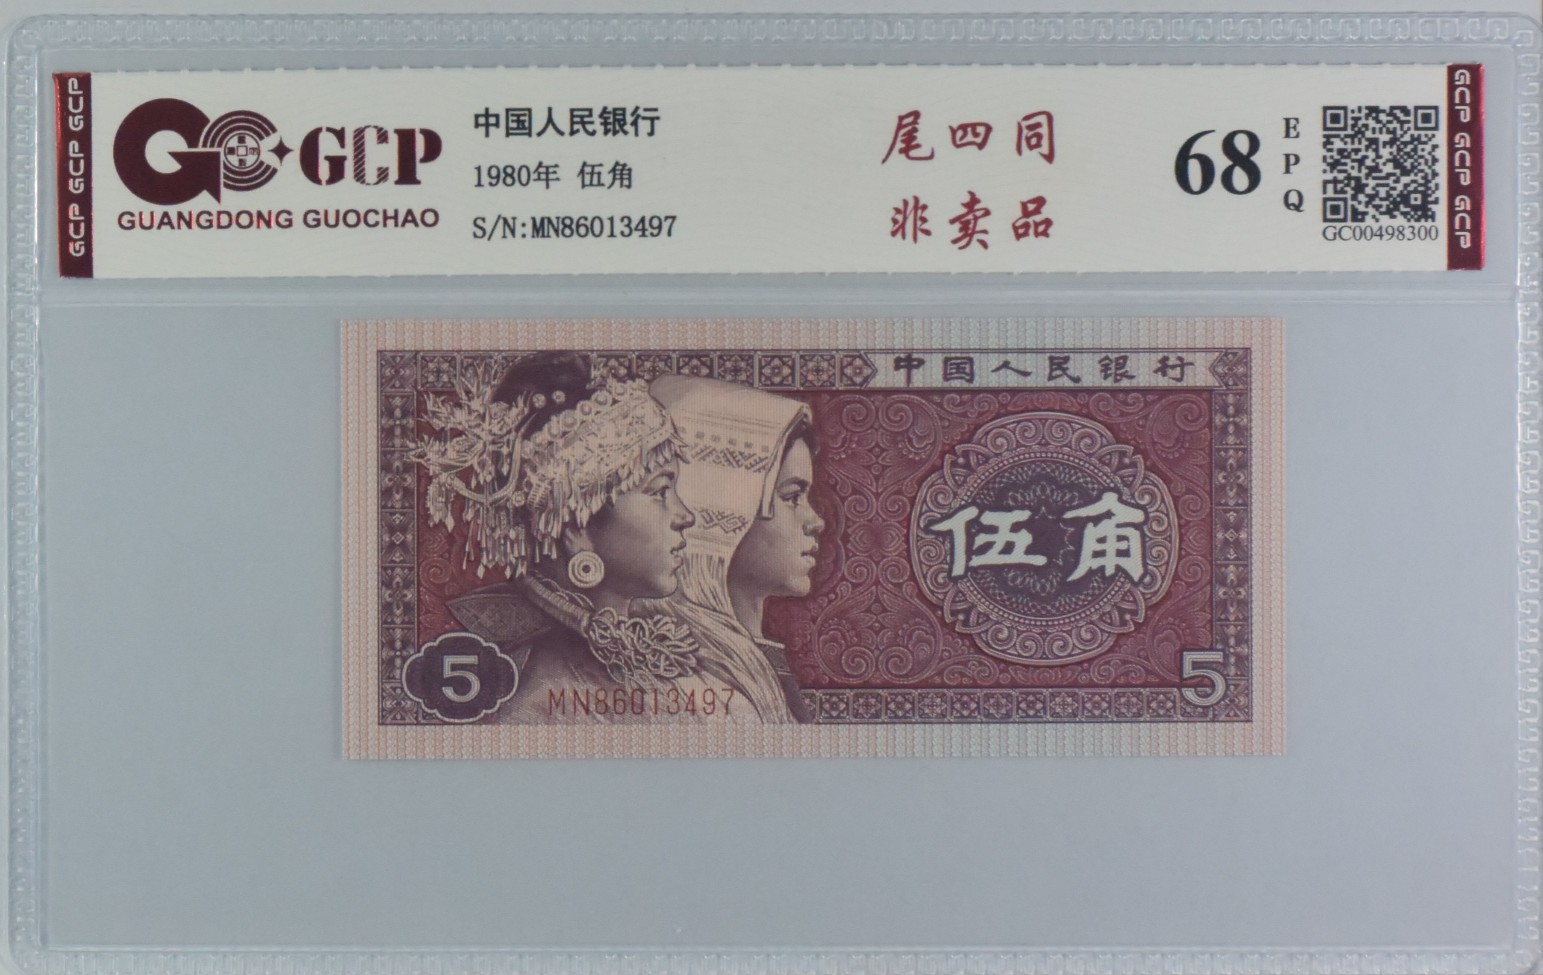 GCP GCP GCP
GCP
GUANGDONG GUOCHAO
中国人民银行
1980年 伍角
S/N:MN86013497
尾四同
非卖品
68
EPQ
GC00498300
GCP GCP GCP
中国人民银行
伍角
5
MN86013497
5